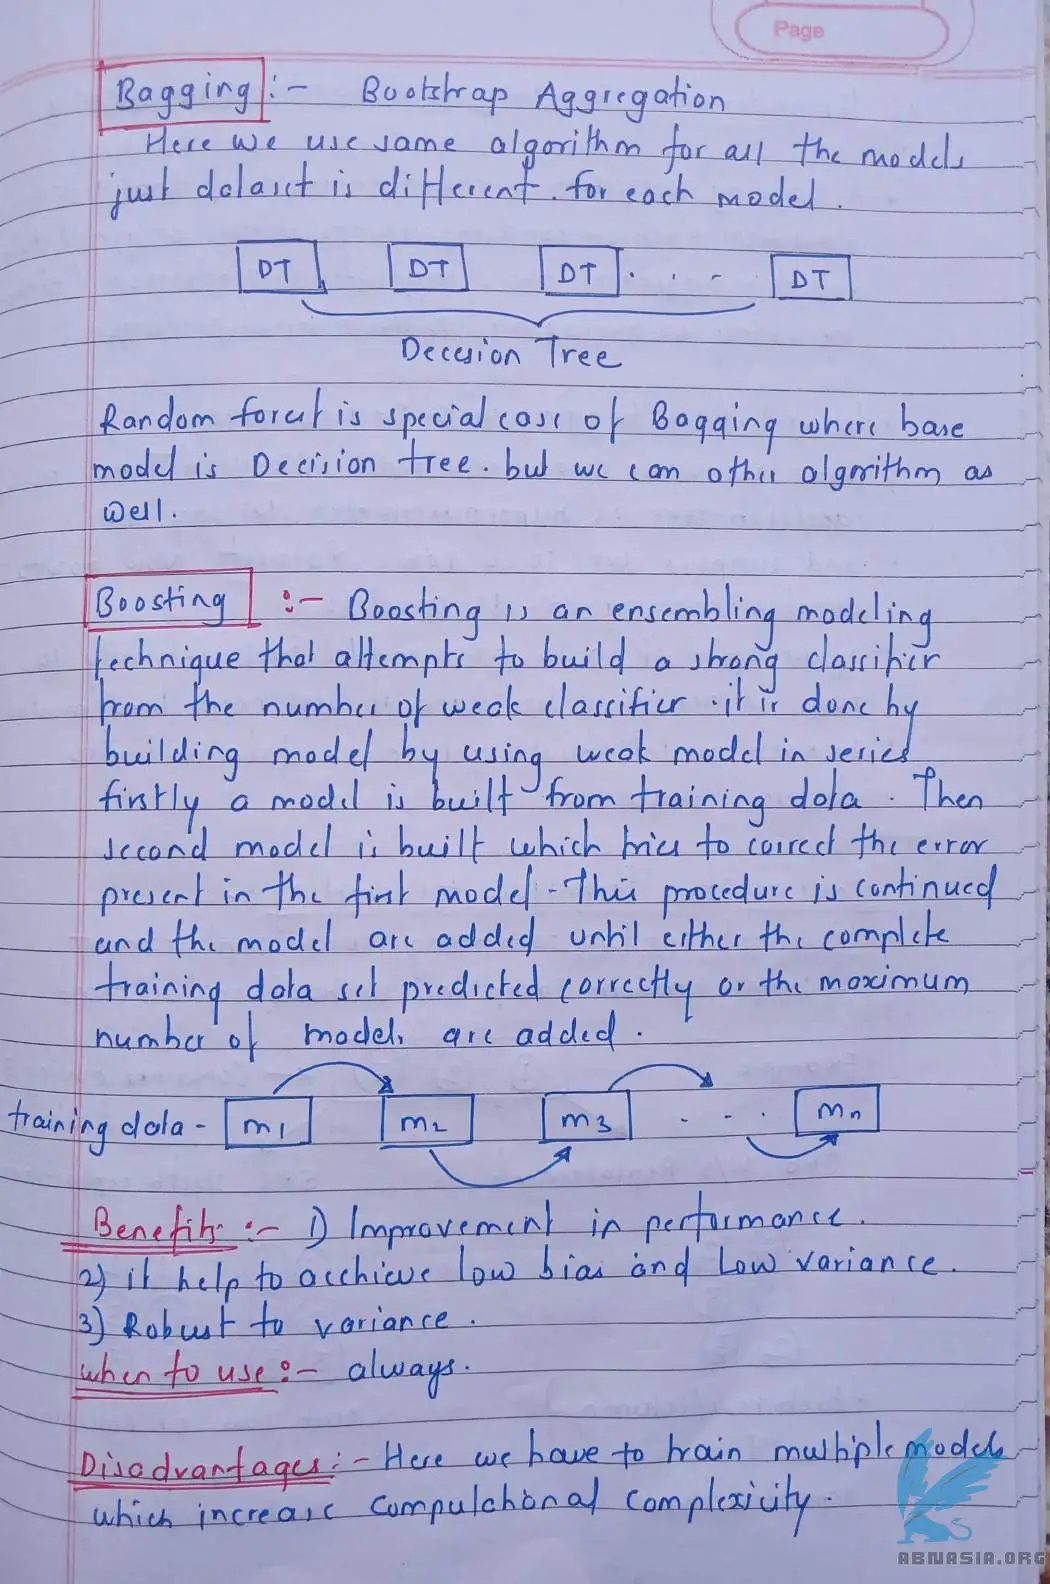 Page
Bagging :- Bootstrap Aggregation
Here we use same algorithm for all the models
just dataset is different. for each model.
DT DT DT . . - DT
Decesion Tree
Random forest is special case of Bagging where base
model is Decision tree. but we can other algorithm as
well.
Boosting :- Boosting is an ensembling modeling
technique that attempts to build a strong classifier
from the number of weak classifier . it is done by
building model by using weak model in series
firstly a model is built from training data . Then
second model is built which tries to correct the error
present in the first model - This procedure is continued
and the model are added until either the complete
training data set predicted correctly or the maximum
number of models are added .
training data - m1 m2 m3 . - . mn
Benefits :- 1) Improvement in performance.
2) it help to acchieve low bias and Low variance.
3) Robust to variance .
when to use :- always.
Disadvantages :- Here we have to train multiple models
which increase compulational complexicity.
ABNASIA.ORG